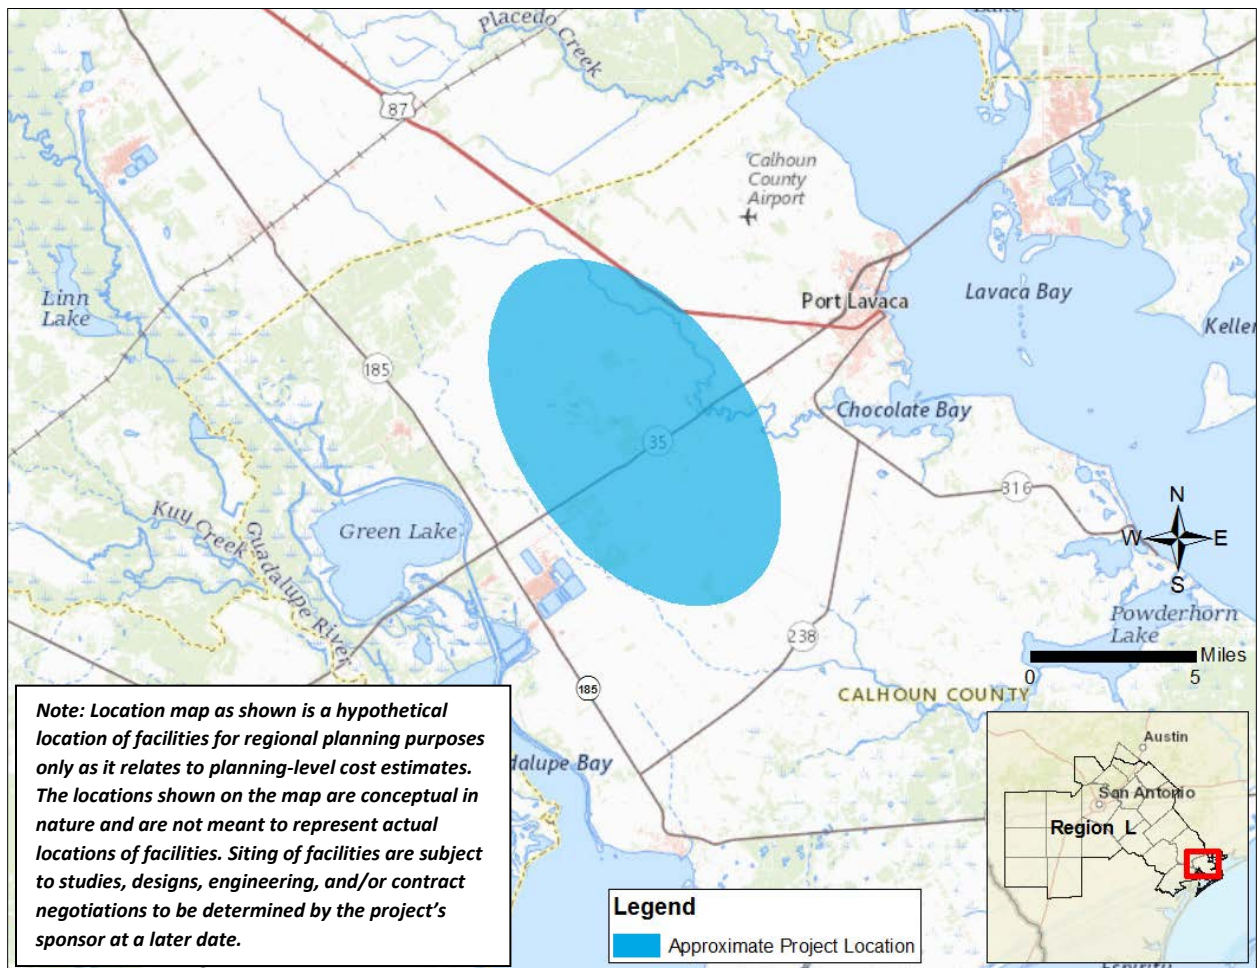 Placedo
Creek
Lake
87
Calhoun
County
Airport
Linn
Lake
Port Lavaca
Lavaca Bay
Keller
185
Chocolate Bay
35
316
N
W
E
S
Green Lake
Kuy Creek
Guadalupe River
Powderhorn
Lake
238
Miles
0
5
185
CALHOUN COUNTY
dalupe Bay
Note: Location map as shown is a hypothetical
location of facilities for regional planning purposes
only as it relates to planning-level cost estimates.
The locations shown on the map are conceptual in
nature and are not meant to represent actual
locations of facilities. Siting of facilities are subject
to studies, designs, engineering, and/or contract
negotiations to be determined by the project's
sponsor at a later date.
Legend
Approximate Project Location
Austin
San Antonio
Region L